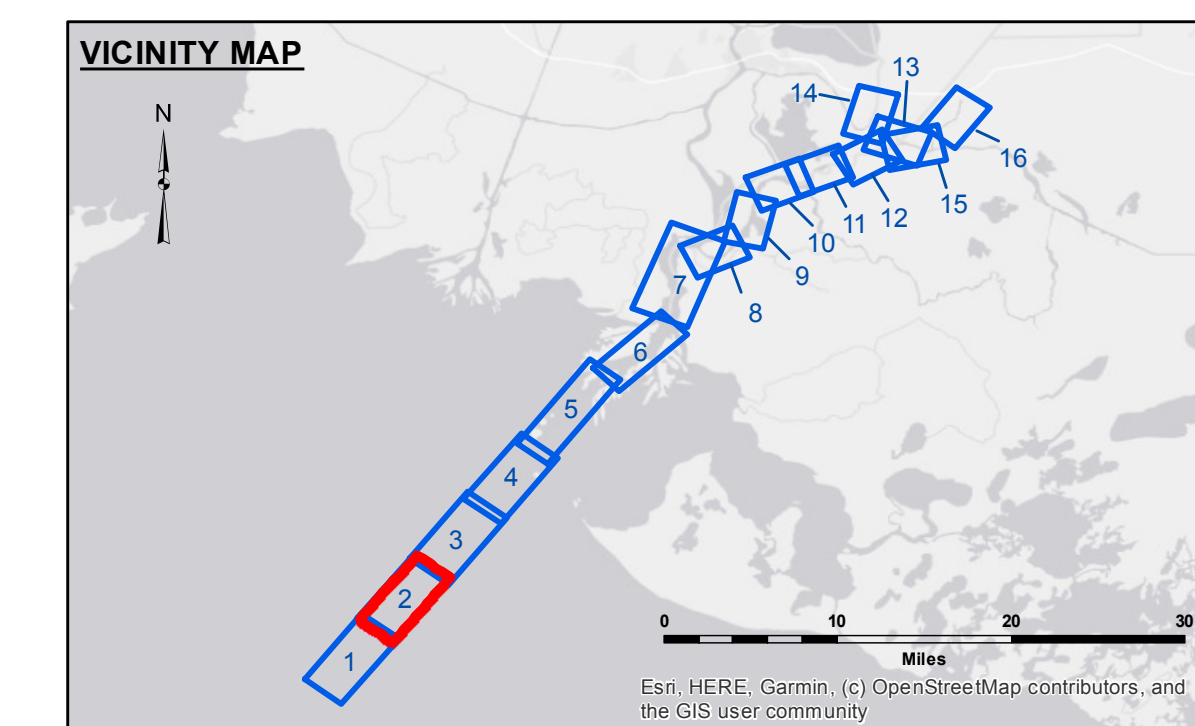 VICINITY MAP
N
13
14
16
15
12
11
10
9
8
7
6
5
4
3
2
1
0 10 20 30
Miles
Esri, HERE, Garmin, (c) OpenStreetMap contributors, and
the GIS user community